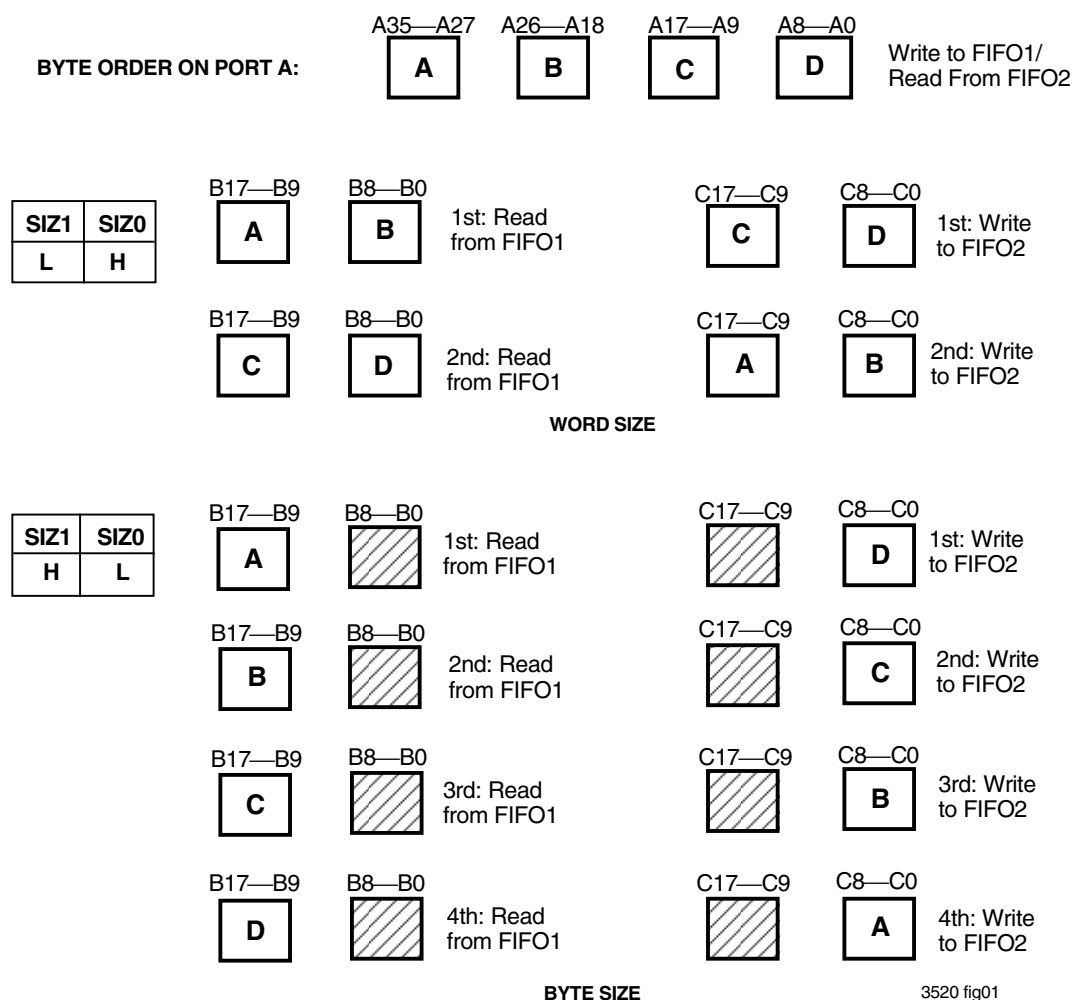 A35—A27 A26—A18 A17—A9 A8—A0
BYTE ORDER ON PORT A: A B C D Write to FIFO1/
Read From FIFO2
SIZ1 SIZ0
L H
B17—B9 B8—B0
A B 1st: Read
from FIFO1
C17—C9 C8—C0
C D 1st: Write
to FIFO2
B17—B9 B8—B0
C D 2nd: Read
from FIFO1
C17—C9 C8—C0
A B 2nd: Write
to FIFO2
WORD SIZE
SIZ1 SIZ0
H L
B17—B9 B8—B0
A 1st: Read
from FIFO1
C17—C9 C8—C0
D 1st: Write
to FIFO2
B17—B9 B8—B0
B 2nd: Read
from FIFO1
C17—C9 C8—C0
C 2nd: Write
to FIFO2
B17—B9 B8—B0
C 3rd: Read
from FIFO1
C17—C9 C8—C0
B 3rd: Write
to FIFO2
B17—B9 B8—B0
D 4th: Read
from FIFO1
C17—C9 C8—C0
A 4th: Write
to FIFO2
BYTE SIZE
3520 fig01